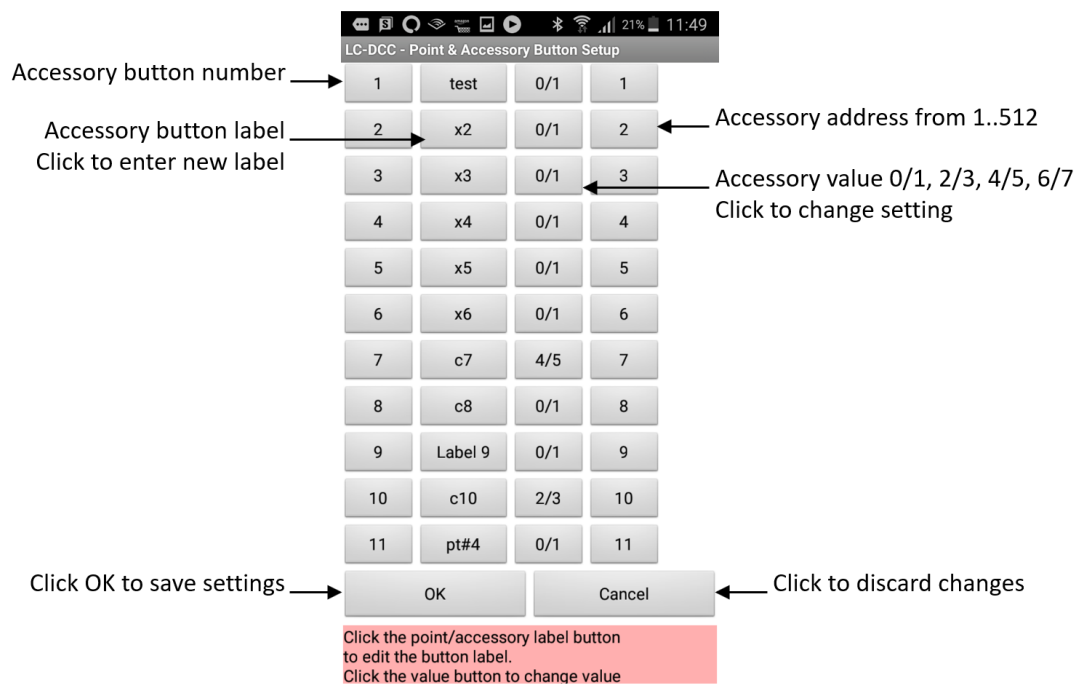 21% 11:49
LC-DCC - Point & Accessory Button Setup
Accessory button number
1 test 0/1 1
Accessory button label
Click to enter new label
2 x2 0/1 2
Accessory address from 1..512
3 x3 0/1 3
Accessory value 0/1, 2/3, 4/5, 6/7
Click to change setting
4 x4 0/1 4
5 x5 0/1 5
6 x6 0/1 6
7 c7 4/5 7
8 c8 0/1 8
9 Label 9 0/1 9
10 c10 2/3 10
11 pt#4 0/1 11
Click OK to save settings
OK Cancel
Click to discard changes
Click the point/accessory label button
to edit the button label.
Click the value button to change value